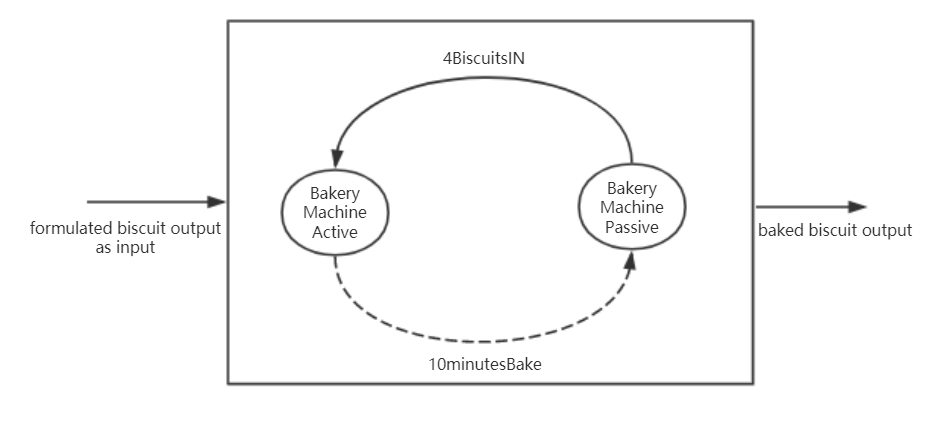 4BiscuitsIN
Bakery
Machine
Active
Bakery
Machine
Passive
formulated biscuit output
as input
baked biscuit output
10minutesBake